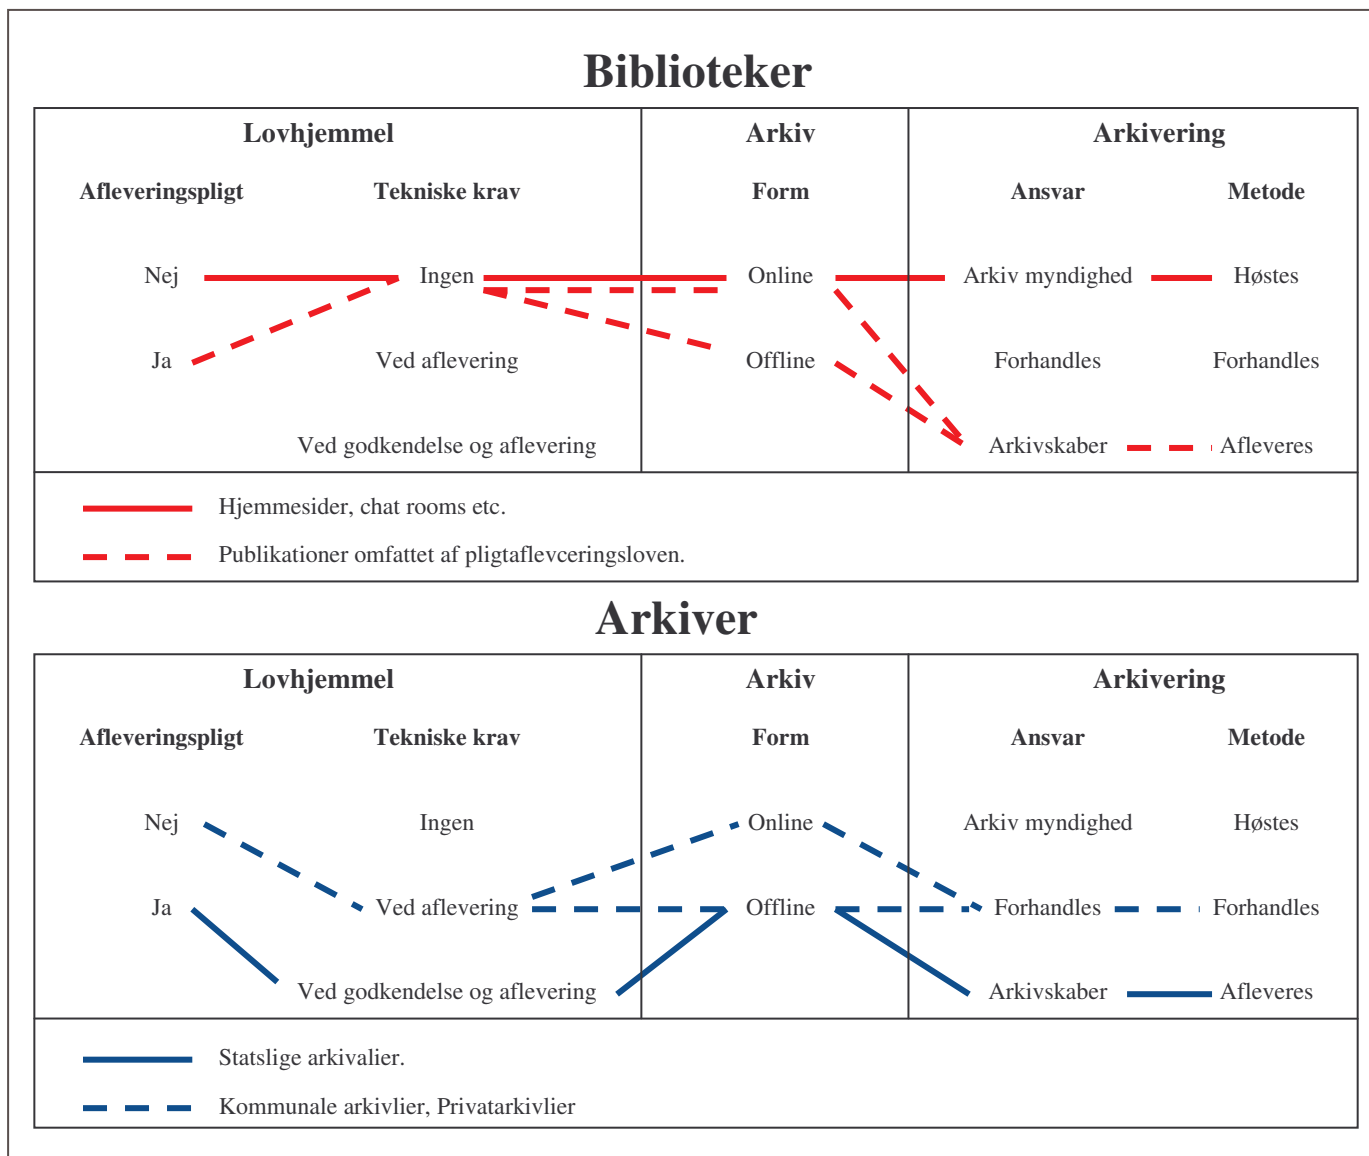 Biblioteker
Lovhjemmel Arkiv Arkivering
Afleveringspligt Tekniske krav Form Ansvar Metode
Nej Ingen Online Arkiv myndighed Høstes
Ja Ved aflevering Offline Forhandles Forhandles
Ved godkendelse og aflevering Arkivskaber Afleveres
Hjemmesider, chat rooms etc.
Publikationer omfattet af pligtaflevceringsloven.
Arkiver
Lovhjemmel Arkiv Arkivering
Afleveringspligt Tekniske krav Form Ansvar Metode
Nej Ingen Online Arkiv myndighed Høstes
Ja Ved aflevering Offline Forhandles Forhandles
Ved godkendelse og aflevering Arkivskaber Afleveres
Statslige arkivalier.
Kommunale arkivlier, Privatarkivlier